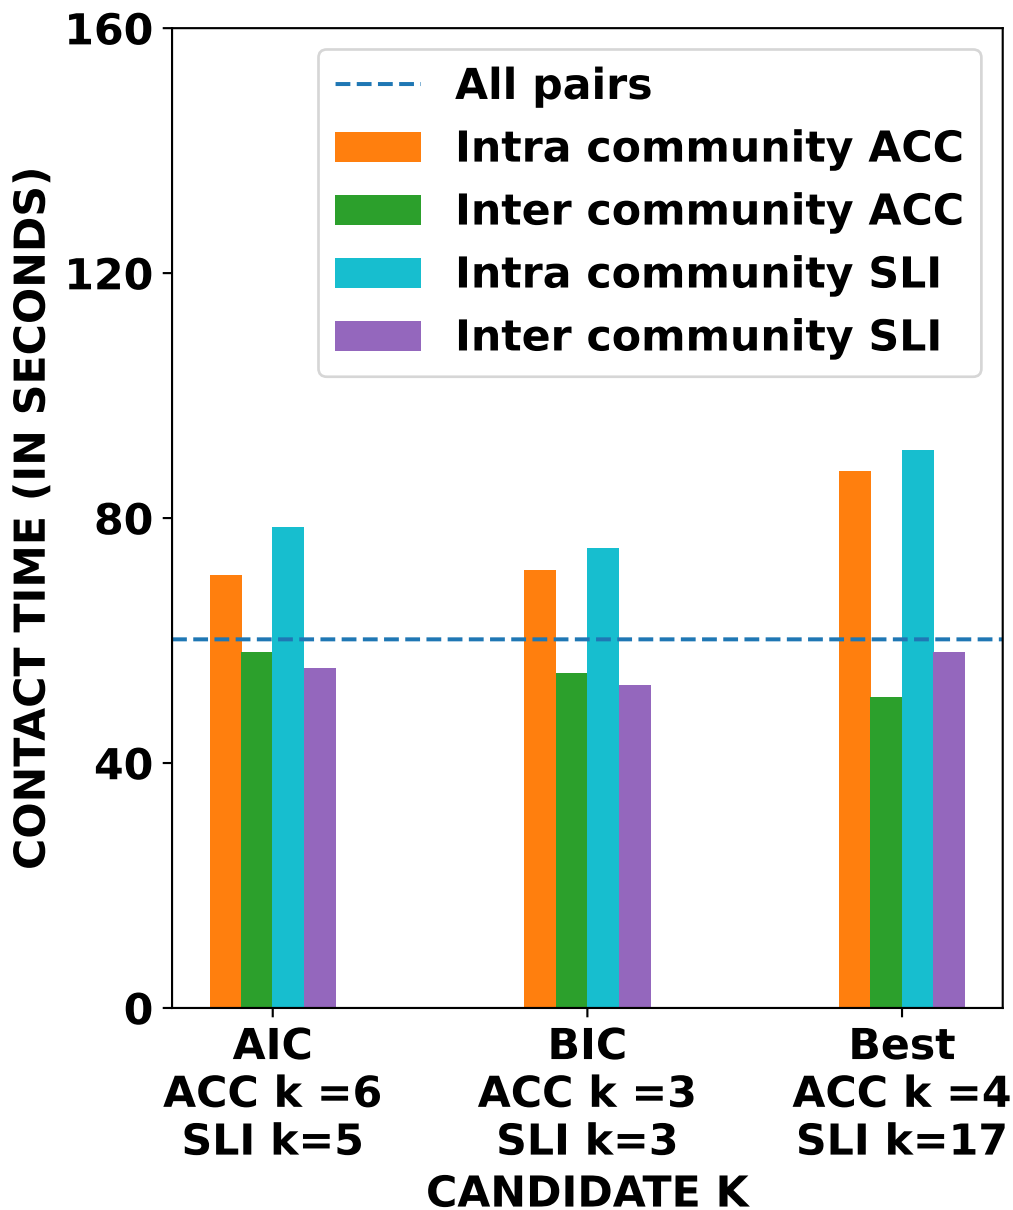 160
120
80
40
0
CONTACT TIME (IN SECONDS)
All pairs
Intra community ACC
Inter community ACC
Intra community SLI
Inter community SLI
AIC
ACC k =6
SLI k=5
BIC
ACC k =3
SLI k=3
Best
ACC k =4
SLI k=17
CANDIDATE K